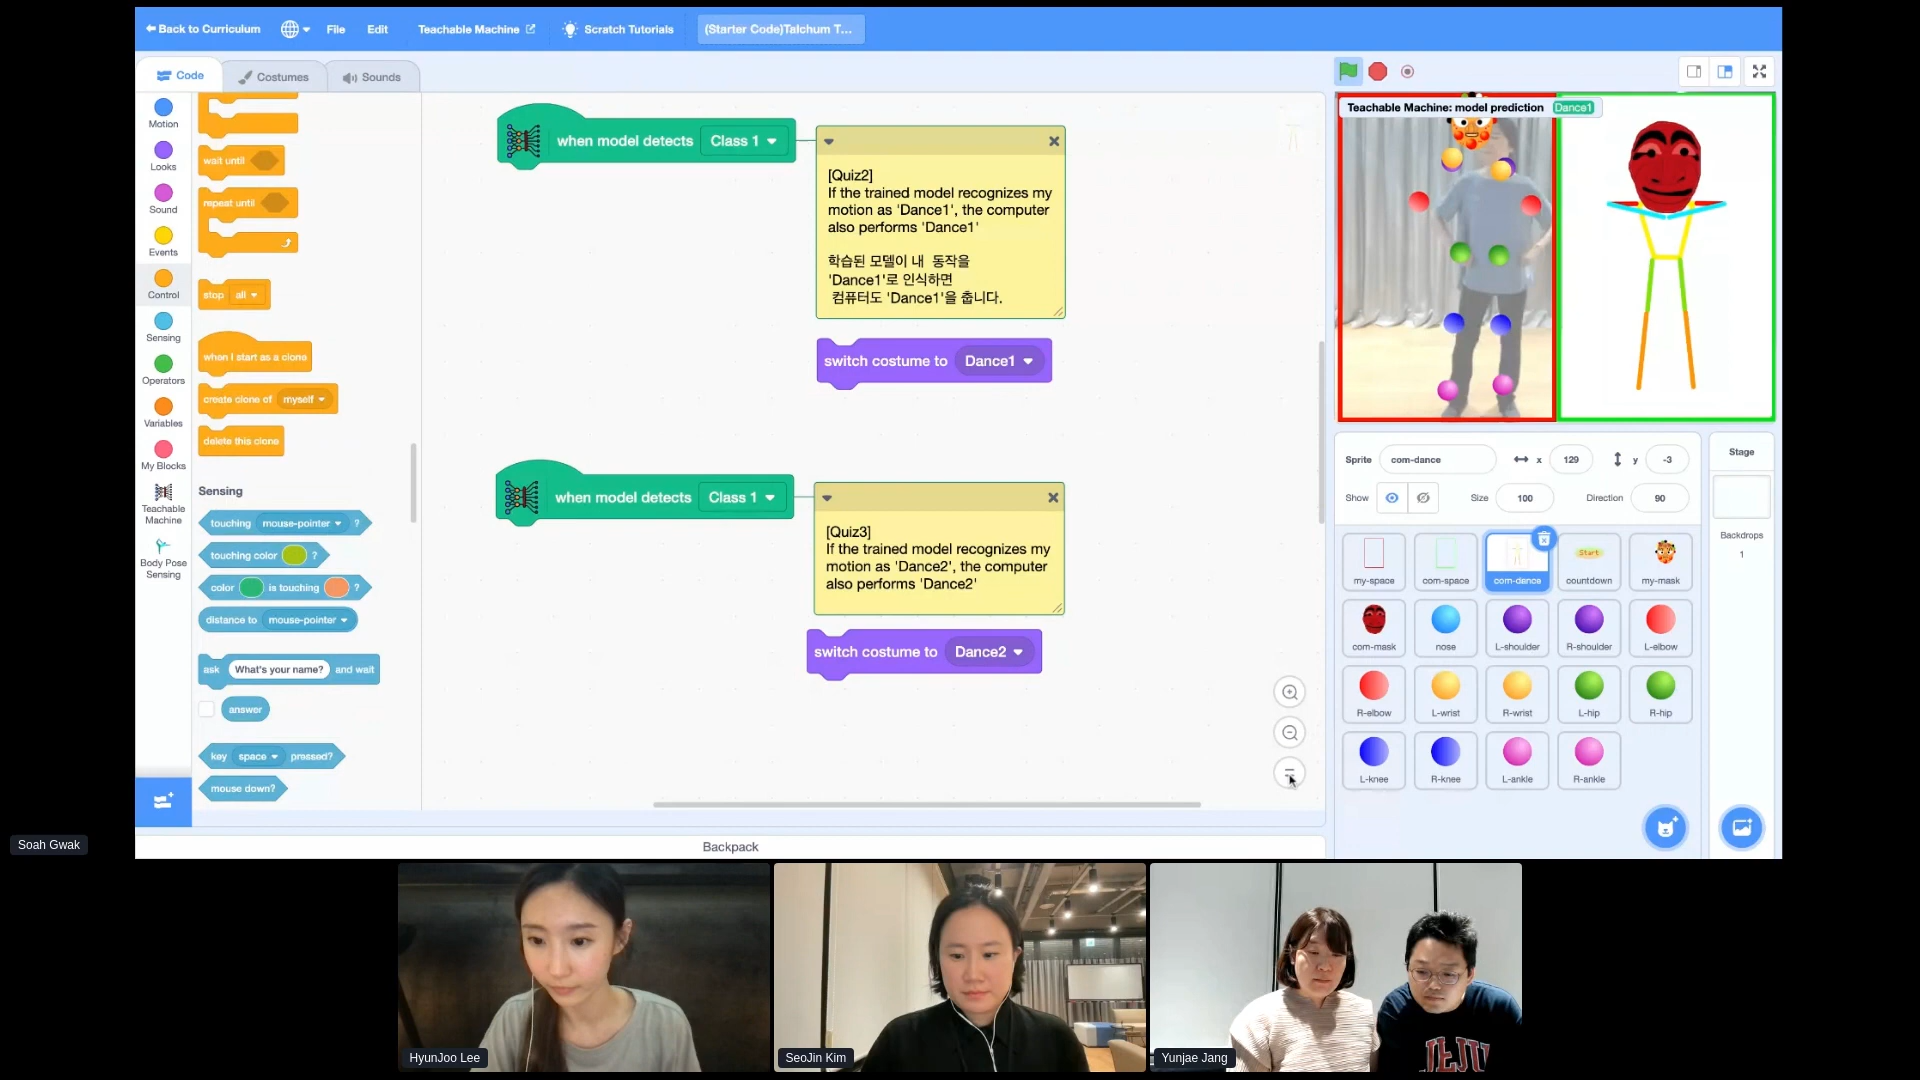 Back to Curriculum
File
Edit
Teachable Machine
Scratch Tutorials
(Starter Code)Talchum T...
Code
Costumes
Sounds
Motion
Looks
Sound
Events
Control
Sensing
Operators
Variables
My Blocks
Teachable
Machine
Body Pose
Sensing
wait until
repeat until
stop all
when I start as a clone
create clone of myself
delete this clone
Sensing
touching mouse-pointer ?
touching color ?
color is touching ?
distance to mouse-pointer
ask What's your name? and wait
answer
key space pressed?
mouse down?
when model detects Class 1
[Quiz2]
If the trained model recognizes my
motion as 'Dance1', the computer
also performs 'Dance1'
학습된 모델이 내 동작을
'Dance1'로 인식하면
컴퓨터도 'Dance1'을 춥니다.
switch costume to Dance1
when model detects Class 1
[Quiz3]
If the trained model recognizes my
motion as 'Dance2', the computer
also performs 'Dance2'
switch costume to Dance2
Backpack
Teachable Machine: model prediction Dance1
Sprite com-dance x 129 y -3
Show Size 100 Direction 90
Stage
Backdrops
1
my-space
com-space
com-dance
Start
countdown
my-mask
com-mask
nose
L-shoulder
R-shoulder
L-elbow
R-elbow
L-wrist
R-wrist
L-hip
R-hip
L-knee
R-knee
L-ankle
R-ankle
Soah Gwak
HyunJoo Lee
SeoJin Kim
Yunjae Jang